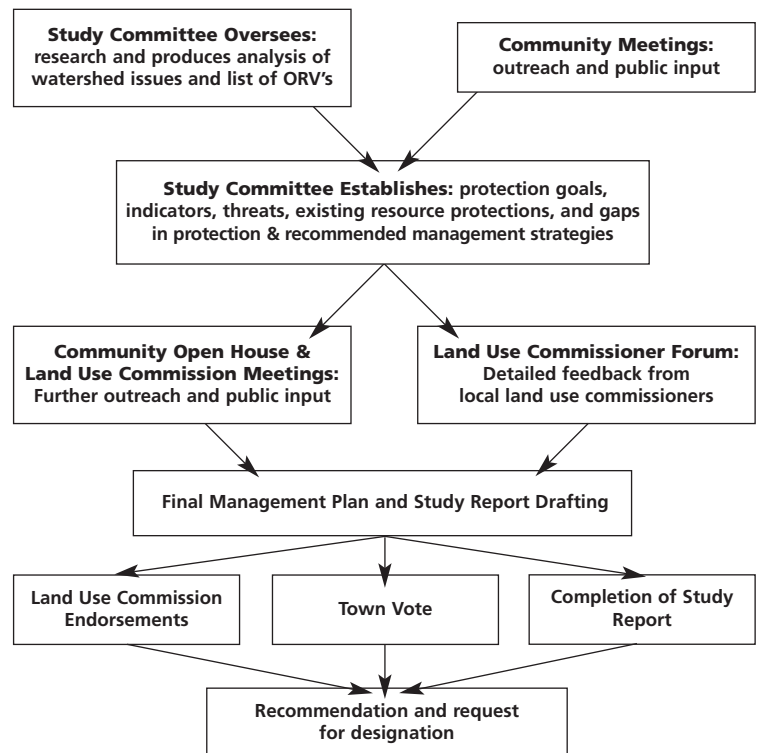 Study Committee Oversees:
research and produces analysis of
watershed issues and list of ORV's
Community Meetings:
outreach and public input
Study Committee Establishes: protection goals,
indicators, threats, existing resource protections, and gaps
in protection & recommended management strategies
Community Open House &
Land Use Commission Meetings:
Further outreach and public input
Land Use Commissioner Forum:
Detailed feedback from
local land use commissioners
Final Management Plan and Study Report Drafting
Land Use Commission
Endorsements
Town Vote
Completion of Study
Report
Recommendation and request
for designation